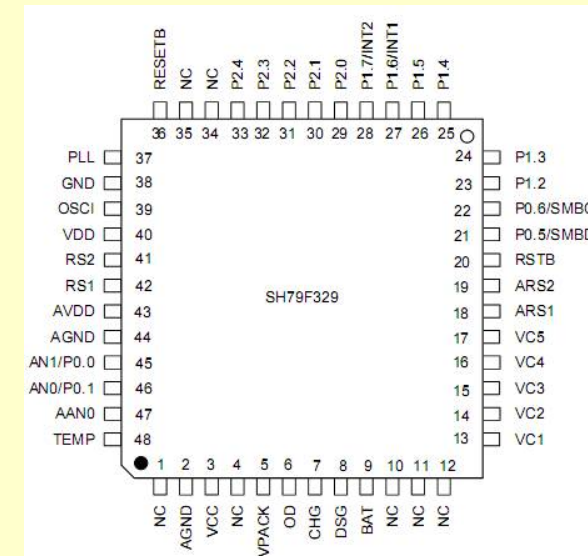 RESETB
NC
NC
P2.4
P2.3
P2.2
P2.1
P2.0
P1.7/INT2
P1.6/INT1
P1.5
P1.4
36 35 34 33 32 31 30 29 28 27 26 25
PLL 37
GND 38
OSCI 39
VDD 40
RS2 41
RS1 42
AVDD 43
AGND 44
AN1/P0.0 45
AN0/P0.1 46
AAN0 47
TEMP 48
SH79F329
24 P1.3
23 P1.2
22 P0.6/SMBC
21 P0.5/SMBD
20 RSTB
19 ARS2
18 ARS1
17 VC5
16 VC4
15 VC3
14 VC2
13 VC1
1 2 3 4 5 6 7 8 9 10 11 12
NC
AGND
VCC
NC
VPACK
OD
CHG
DSG
BAT
NC
NC
NC